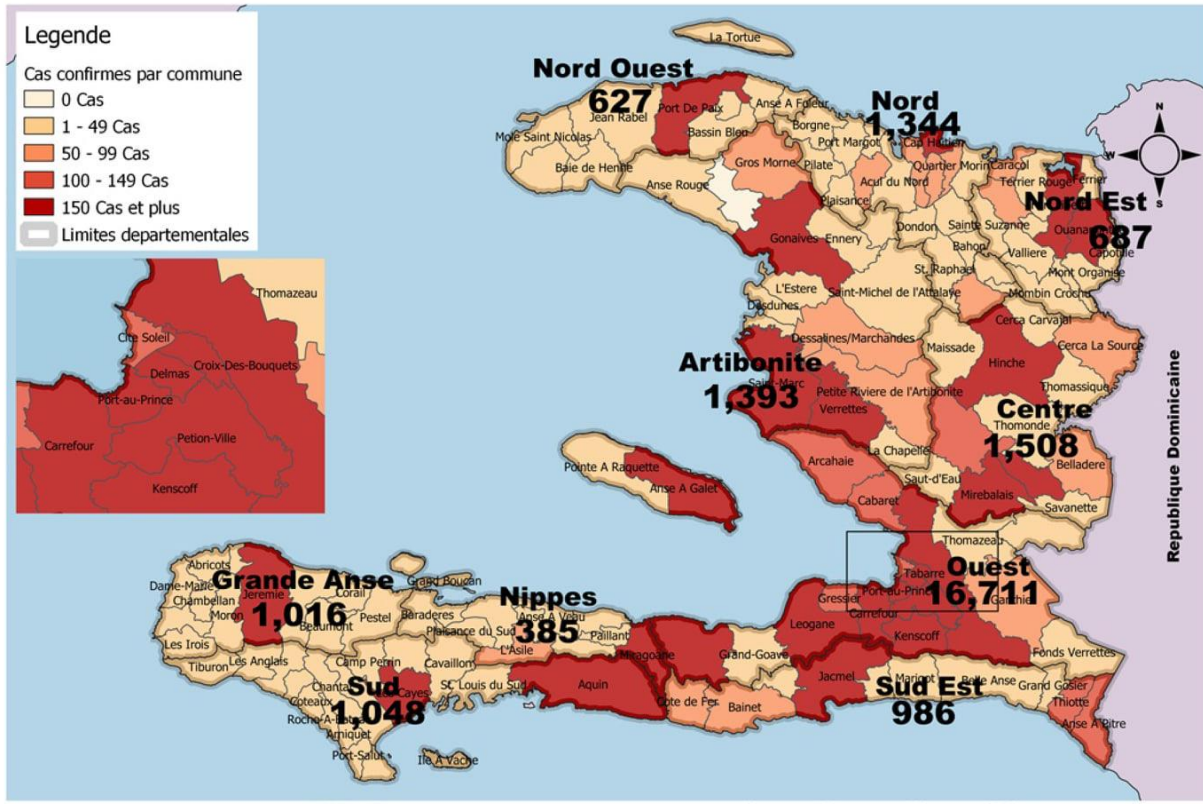 Legende
Cas confirmes par commune
0 Cas
1 - 49 Cas
50 - 99 Cas
100 - 149 Cas
150 Cas et plus
Limites departementales
Thomazeau
Cite Soleil
Croix-Des-Bouquets
Delmas
Port-au-Prince
Petion-Ville
Carrefour
Kenscoff
La Tortue
Nord Ouest
627
Port De Paix
Jean Rabel
Anse A Foleur
Mole Saint Nicolas
Bassin Bleu
Baie de Henne
Anse Rouge
Nord
1,344
Borgne
Port Margot
Cap Haitien
Gros Morne
Pilate
Quartier Morin
Caracol
Acul du Nord
Terrier Rouge
Ferrier
Plaisance
Nord Est
687
Dondon
Sainte Suzanne
Gonaives
Ennery
Bahon
Valliere
Capotille
St. Raphael
Mont Organise
L'Estere
Saint-Michel de l'Attalaye
Mombin Crochu
Desdunes
Cerca Carvajal
Dessalines/Marchandes
Maissade
Cerca La Source
Hinche
Artibonite
1,393
Saint-Marc
Petite Riviere de l'Artibonite
Verrettes
Thomassique
Centre
1,508
Thomonde
La Chapelle
Arcahaie
Belladere
Saut-d'Eau
Cabaret
Mirebalais
Savanette
Pointe A Raquette
Anse A Galet
Thomazeau
Ouest
16,711
Tabarre
Port-au-Prince
Gressier
Carrefour
Leogane
Kenscoff
Fonds Verrettes
Abricots
Dame-Marie
Grande Anse
1,016
Jeremie
Corail
Grand Boucan
Chambellan
Moron
Pestel
Baraderes
Beaumont
Les Irois
Nippes
385
Anse A Veau
Plaisance du Sud
Paillant
L'Asile
Miragoane
Grand-Goave
Tiburon
Les Anglais
Camp Perrin
Cavaillon
St. Louis du Sud
Aquin
Sud
1,048
Coteaux
Arniquet
Port-Salut
Ile A Vache
Cote de Fer
Bainet
Jacmel
Sud Est
986
Marigot
Belle Anse
Grand Gosier
Thiotte
Anse A Pitre
Republique Dominicaine
N
W
S